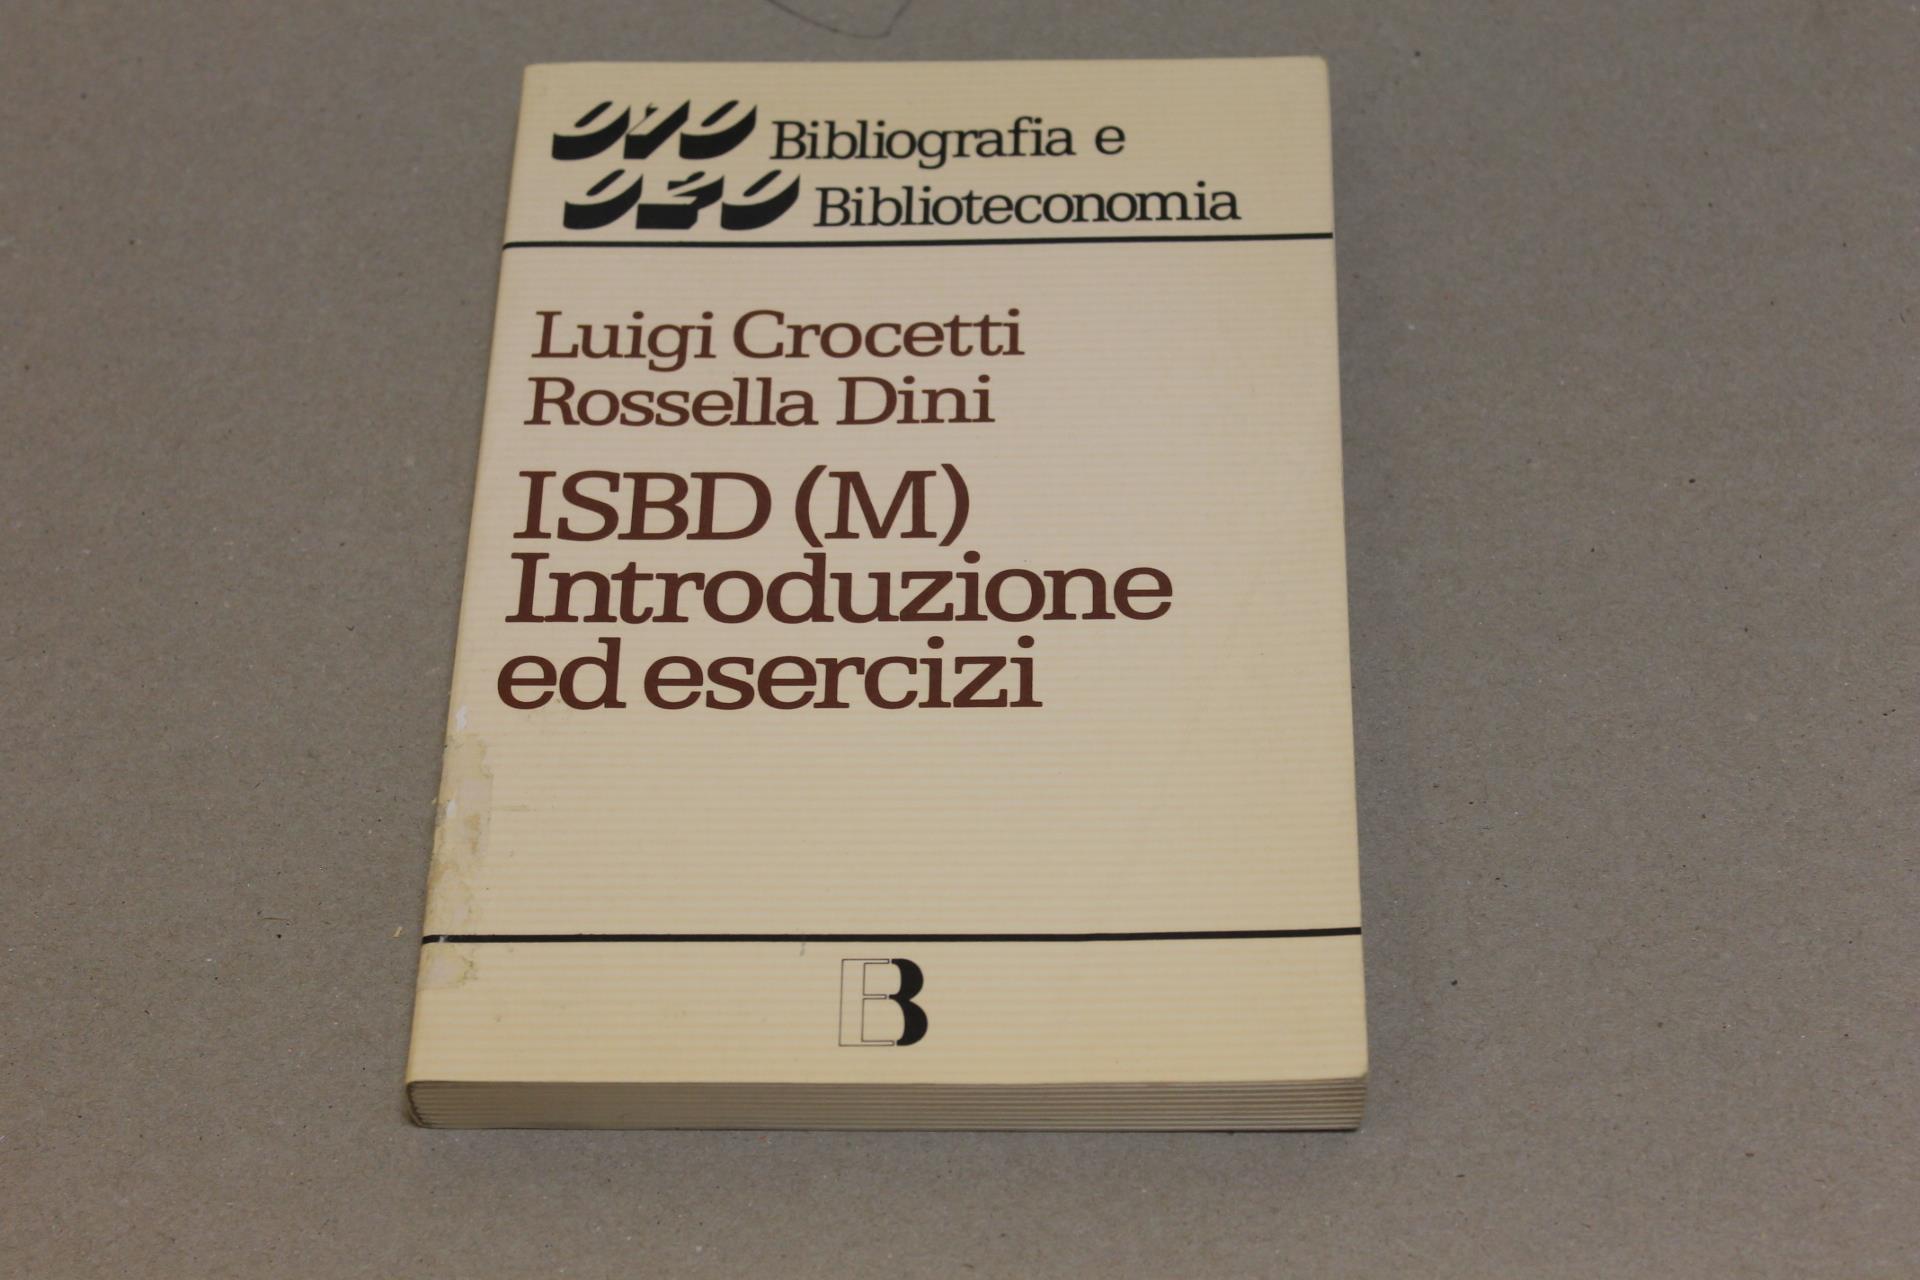 010 Bibliografia e
020 Biblioteconomia
Luigi Crocetti
Rossella Dini
ISBD (M)
Introduzione
ed esercizi
EB